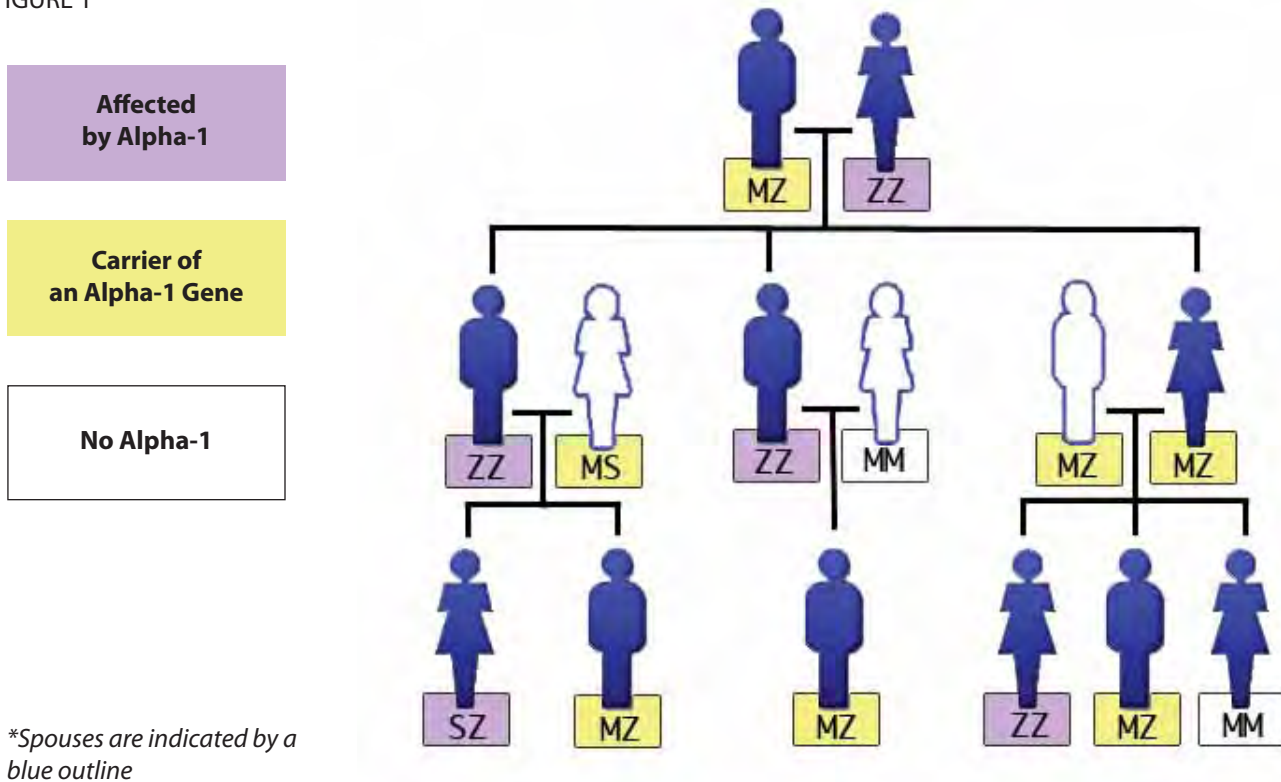 IGURE 1
Affected
by Alpha-1
Carrier of
an Alpha-1 Gene
No Alpha-1
*Spouses are indicated by a
blue outline
MZ ZZ
ZZ MS ZZ MM MZ MZ
SZ MZ MZ ZZ MZ MM